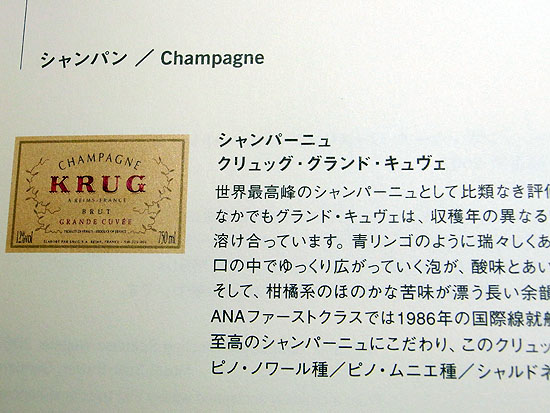 シャンパン ／ Champagne
CHAMPAGNE
KRUG
A REIMS-FRANCE
BRUT
GRANDE CUVÉE
12%vol
750 ml
シャンパーニュ
クリュッグ・グランド・キュヴェ
世界最高峰のシャンパーニュとして比類なき評価
なかでもグランド・キュヴェは、収穫年の異なる
溶け合っています。青リンゴのように瑞々しくあ
口の中でゆっくり広がっていく泡が、酸味とあい
そして、柑橘系のほのかな苦味が漂う長い余韻
ANAファーストクラスでは1986年の国際線就航
至高のシャンパーニュにこだわり、このクリュッ
ピノ・ノワール種／ピノ・ムニエ種／シャルドネ